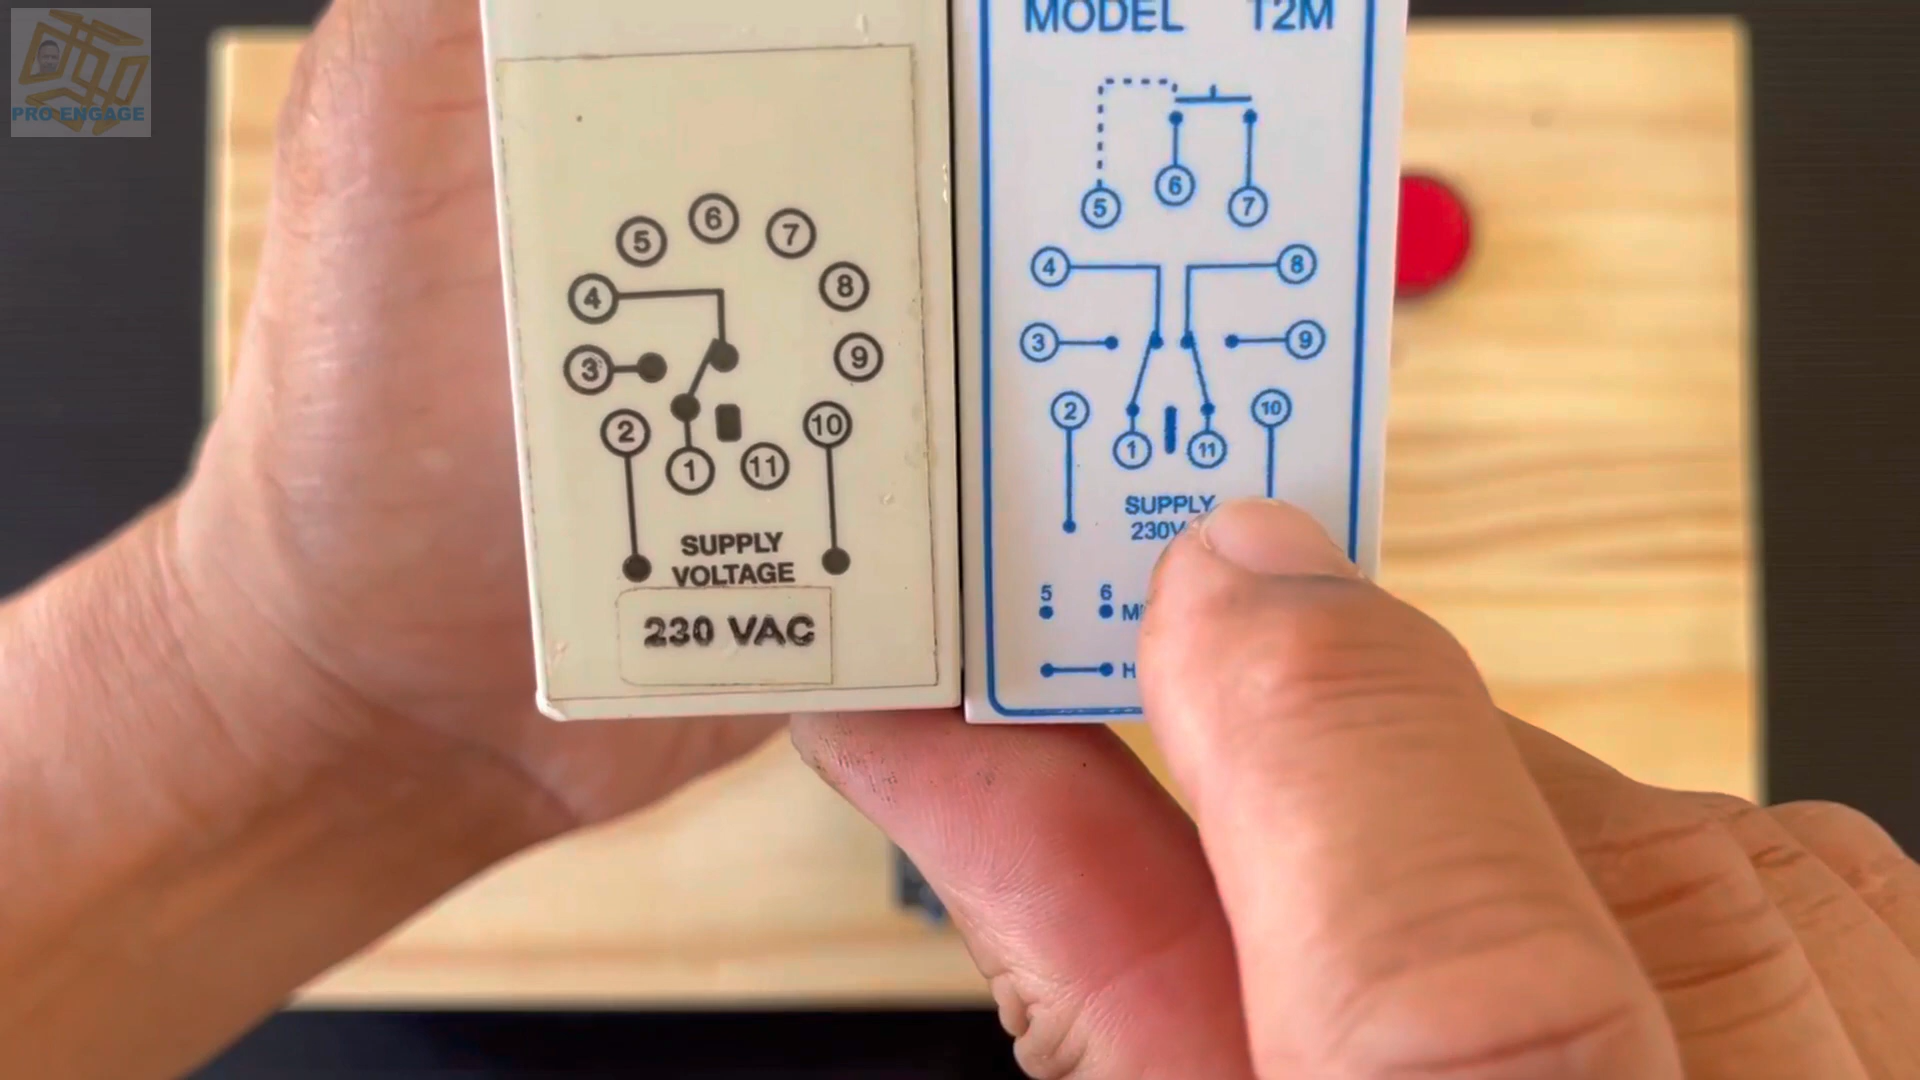 PRO ENGAGE
5 6 7
4 8
3 9
2 10
1 11
SUPPLY
VOLTAGE
230 VAC
MODEL T2M
6
5 7
4 8
3 9
2 10
1 11
SUPPLY
230V
5 6